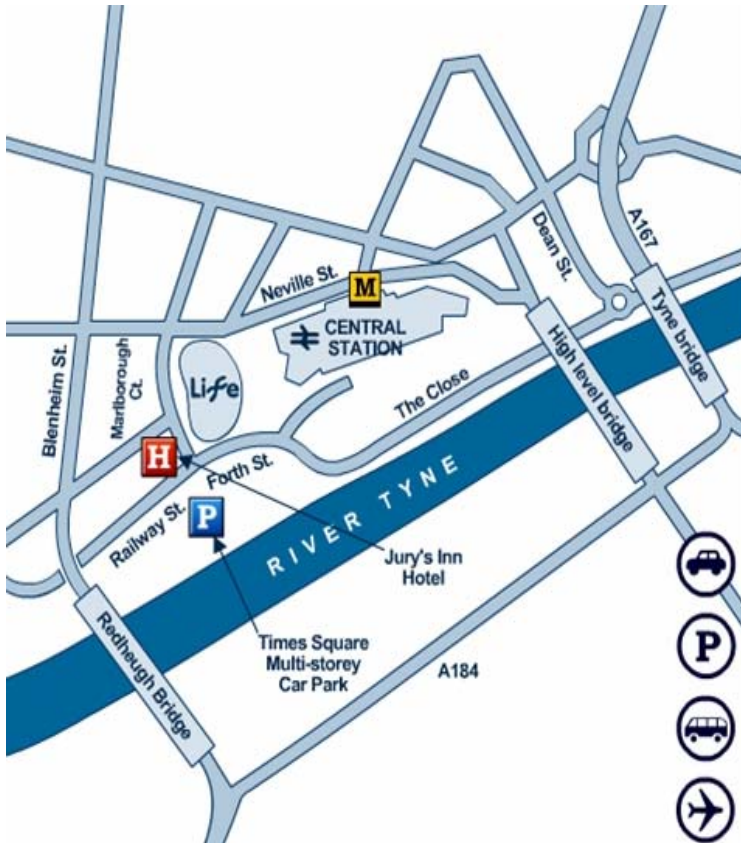 A167
Dean St.
Neville St.
M
CENTRAL
STATION
Tyne bridge
High level bridge
Blenheim St.
Marlborough
Ct.
Life
The Close
H
Forth St.
Railway St.
P
RIVER TYNE
Jury's Inn
Hotel
Times Square
Multi-storey
Car Park
Redheugh Bridge
A184
P